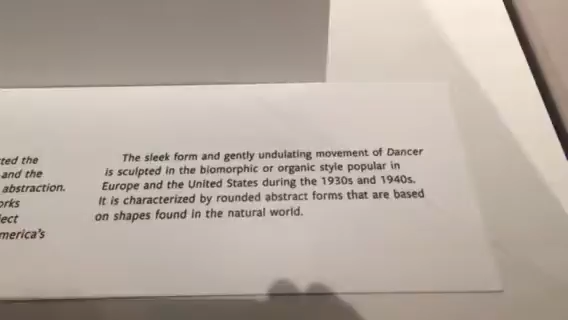 ted the
and the
abstraction.
orks
ect
merica's
The sleek form and gently undulating movement of Dancer
is sculpted in the biomorphic or organic style popular in
Europe and the United States during the 1930s and 1940s.
It is characterized by rounded abstract forms that are based
on shapes found in the natural world.